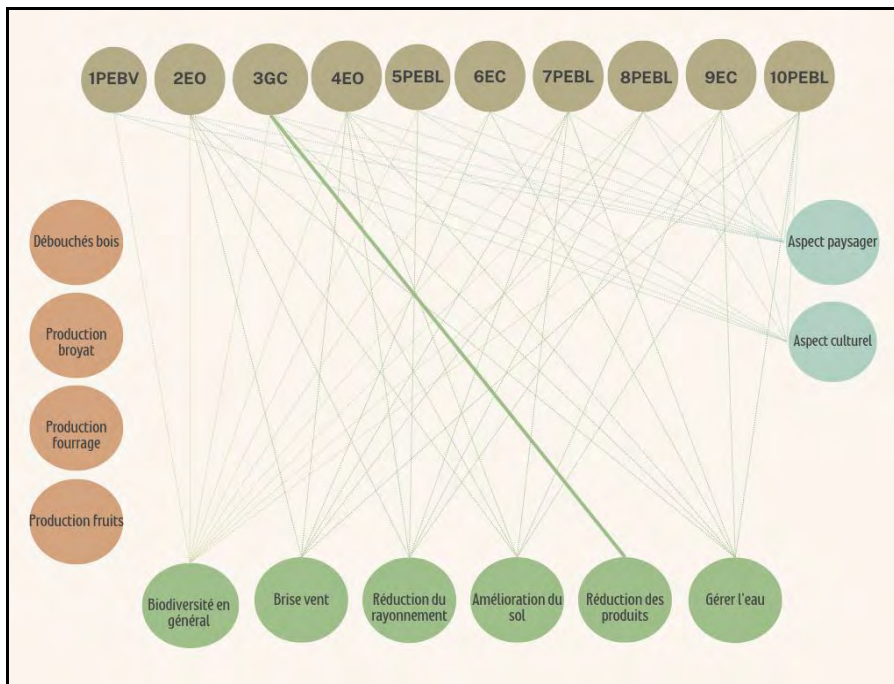 1PEBV 2EO 3GC 4EO 5PEBL 6EC 7PEBL 8PEBL 9EC 10PEBL
Débouchés bois
Production
broyat
Production
fourrage
Production fruits
Aspect paysager
Aspect culturel
Biodiversité en
général
Brise vent
Réduction du
rayonnement
Amélioration du
sol
Réduction des
produits
Gérer l'eau